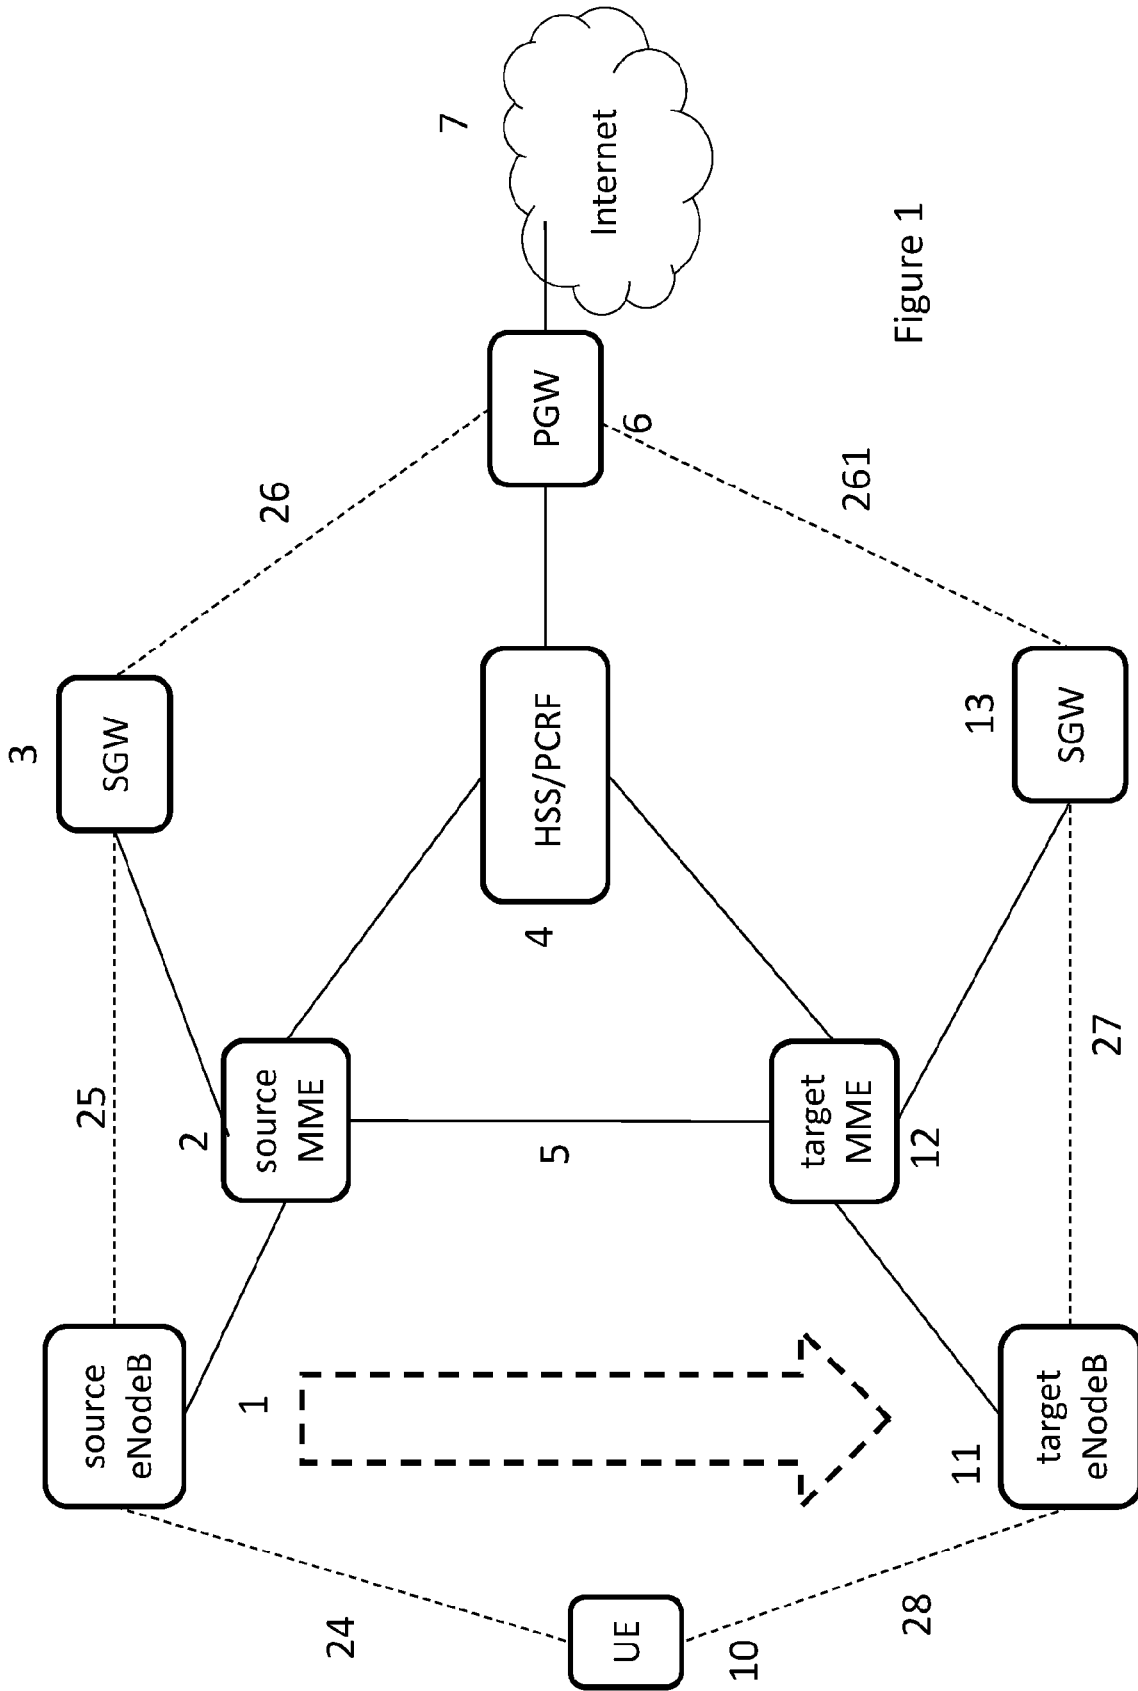 3
source
eNodeB
25
SGW
2
1
source
MME
26
24
7
4
HSS/PCRF
PGW
5
Internet
UE
6
10
target
MME
261
Figure 1
28
12
11
13
target
eNodeB
SGW
27